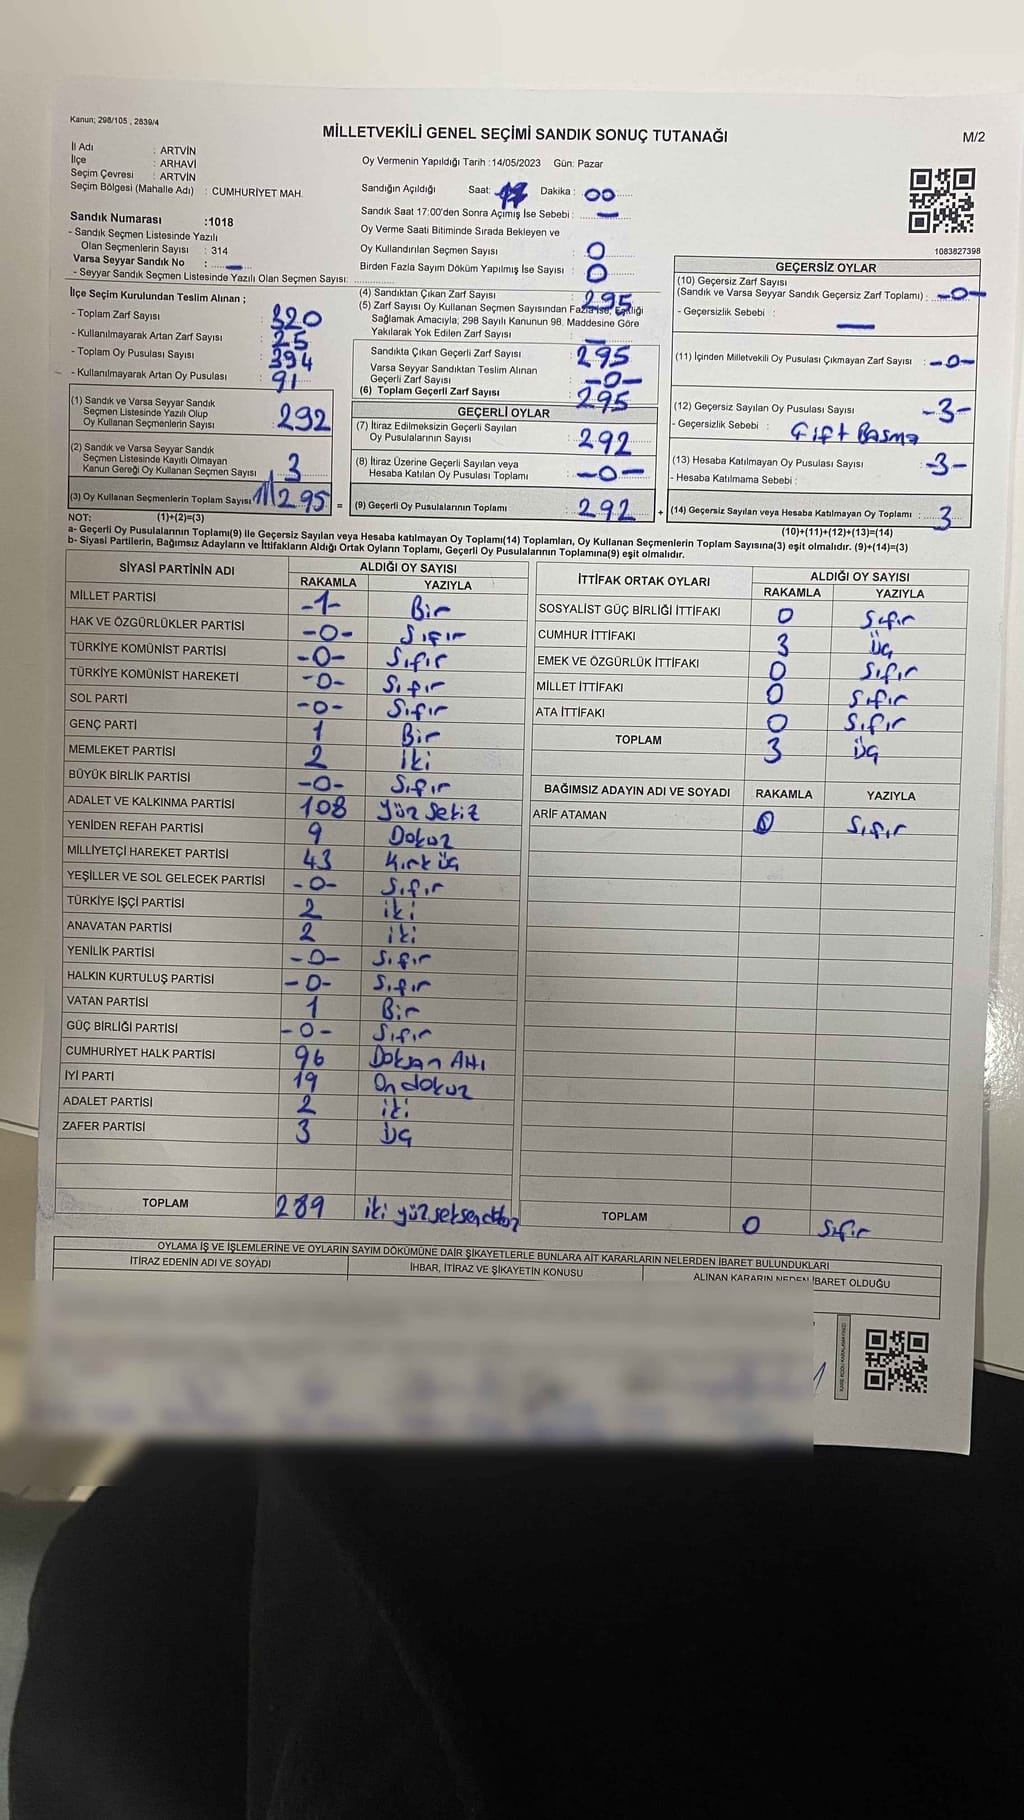 Kanun; 298/105 , 2839/4
MİLLETVEKİLİ GENEL SEÇİMİ SANDIK SONUÇ TUTANAĞI
M/2
İl Adı : ARTVİN
İlçe : ARHAVİ
Seçim Çevresi : ARTVİN
Seçim Bölgesi (Mahalle Adı) : CUMHURİYET MAH.
Sandık Numarası :1018
- Sandık Seçmen Listesinde Yazılı
Olan Seçmenlerin Sayısı : 314
Varsa Seyyar Sandık No : —
- Seyyar Sandık Seçmen Listesinde Yazılı Olan Seçmen Sayısı:
İlçe Seçim Kurulundan Teslim Alınan ;
- Toplam Zarf Sayısı : 320
- Kullanılmayarak Artan Zarf Sayısı : 25
- Toplam Oy Pusulası Sayısı : 394
- Kullanılmayarak Artan Oy Pusulası : 91
(1) Sandık ve Varsa Seyyar Sandık
Seçmen Listesinde Yazılı Olup
Oy Kullanan Seçmenlerin Sayısı : 292
(2) Sandık ve Varsa Seyyar Sandık
Seçmen Listesinde Kayıtlı Olmayan
Kanun Gereği Oy Kullanan Seçmen Sayısı : 3
(3) Oy Kullanan Seçmenlerin Toplam Sayısı 295 =
Oy Vermenin Yapıldığı Tarih :14/05/2023 Gün: Pazar
Sandığın Açıldığı Saat: 17 Dakika : 00
Sandık Saat 17:00'den Sonra Açımış İse Sebebi : —
Oy Verme Saati Bitiminde Sırada Bekleyen ve
Oy Kullandırılan Seçmen Sayısı : 0
Birden Fazla Sayım Döküm Yapılmış İse Sayısı : 0
(4) Sandıktan Çıkan Zarf Sayısı : 295
(5) Zarf Sayısı Oy Kullanan Seçmen Sayısından Fazla ise, Eşitliği
Sağlamak Amacıyla; 298 Sayılı Kanunun 98. Maddesine Göre
Yakılarak Yok Edilen Zarf Sayısı : —
Sandıkta Çıkan Geçerli Zarf Sayısı : 295
Varsa Seyyar Sandıktan Teslim Alınan
Geçerli Zarf Sayısı : -0-
(6) Toplam Geçerli Zarf Sayısı : 295
GEÇERLİ OYLAR
(7) İtiraz Edilmeksizin Geçerli Sayılan
Oy Pusulalarının Sayısı : 292
(8) İtiraz Üzerine Geçerli Sayılan veya
Hesaba Katılan Oy Pusulası Toplamı : -0-
(9) Geçerli Oy Pusulalarının Toplamı : 292 +
1083827398
GEÇERSİZ OYLAR
(10) Geçersiz Zarf Sayısı
(Sandık ve Varsa Seyyar Sandık Geçersiz Zarf Toplamı) : -0-
- Geçersizlik Sebebi : —
(11) İçinden Milletvekili Oy Pusulası Çıkmayan Zarf Sayısı : -0-
(12) Geçersiz Sayılan Oy Pusulası Sayısı -3-
- Geçersizlik Sebebi : Çift Basma
(13) Hesaba Katılmayan Oy Pusulası Sayısı : -3-
- Hesaba Katılmama Sebebi :
(14) Geçersiz Sayılan veya Hesaba Katılmayan Oy Toplamı : 3
NOT: (1)+(2)=(3)
(10)+(11)+(12)+(13)=(14)
a- Geçerli Oy Pusulalarının Toplamı(9) ile Geçersiz Sayılan veya Hesaba katılmayan Oy Toplamı(14) Toplamları, Oy Kullanan Seçmenlerin Toplam Sayısına(3) eşit olmalıdır. (9)+(14)=(3)
b- Siyasi Partilerin, Bağımsız Adayların ve İttifakların Aldığı Ortak Oyların Toplamı, Geçerli Oy Pusulalarının Toplamına(9) eşit olmalıdır.
SİYASİ PARTİNİN ADI ALDIĞI OY SAYISI
RAKAMLA YAZIYLA
MİLLET PARTİSİ -1- Bir
HAK VE ÖZGÜRLÜKLER PARTİSİ -0- Sıfır
TÜRKİYE KOMÜNİST PARTİSİ -0- Sıfır
TÜRKİYE KOMÜNİST HAREKETİ -0- Sıfır
SOL PARTİ -0- Sıfır
GENÇ PARTİ 1 Bir
MEMLEKET PARTİSİ 2 iki
BÜYÜK BİRLİK PARTİSİ -0- Sıfır
ADALET VE KALKINMA PARTİSİ 108 Yüz Sekiz
YENİDEN REFAH PARTİSİ 9 Dokuz
MİLLİYETÇİ HAREKET PARTİSİ 43 Kırk üç
YEŞİLLER VE SOL GELECEK PARTİSİ -0- Sıfır
TÜRKİYE İŞÇİ PARTİSİ 2 iki
ANAVATAN PARTİSİ 2 iki
YENİLİK PARTİSİ -0- Sıfır
HALKIN KURTULUŞ PARTİSİ -0- Sıfır
VATAN PARTİSİ 1 Bir
GÜÇ BİRLİĞİ PARTİSİ -0- Sıfır
CUMHURİYET HALK PARTİSİ 96 Doksan Altı
İYİ PARTİ 19 On dokuz
ADALET PARTİSİ 2 iki
ZAFER PARTİSİ 3 Üç
TOPLAM 289 iki yüz seksen dokuz
İTTİFAK ORTAK OYLARI ALDIĞI OY SAYISI
RAKAMLA YAZIYLA
SOSYALİST GÜÇ BİRLİĞİ İTTİFAKI 0 Sıfır
CUMHUR İTTİFAKI 3 Üç
EMEK VE ÖZGÜRLÜK İTTİFAKI 0 Sıfır
MİLLET İTTİFAKI 0 Sıfır
ATA İTTİFAKI 0 Sıfır
TOPLAM 3 Üç
BAĞIMSIZ ADAYIN ADI VE SOYADI RAKAMLA YAZIYLA
ARİF ATAMAN 0 Sıfır
TOPLAM 0 Sıfır
OYLAMA İŞ VE İŞLEMLERİNE VE OYLARIN SAYIM DÖKÜMÜNE DAİR ŞİKAYETLERLE BUNLARA AİT KARARLARIN NELERDEN İBARET BULUNDUKLARI
İTİRAZ EDENİN ADI VE SOYADI İHBAR, İTİRAZ VE ŞİKAYETİN KONUSU ALINAN KARARIN NEDEN İBARET OLDUĞU